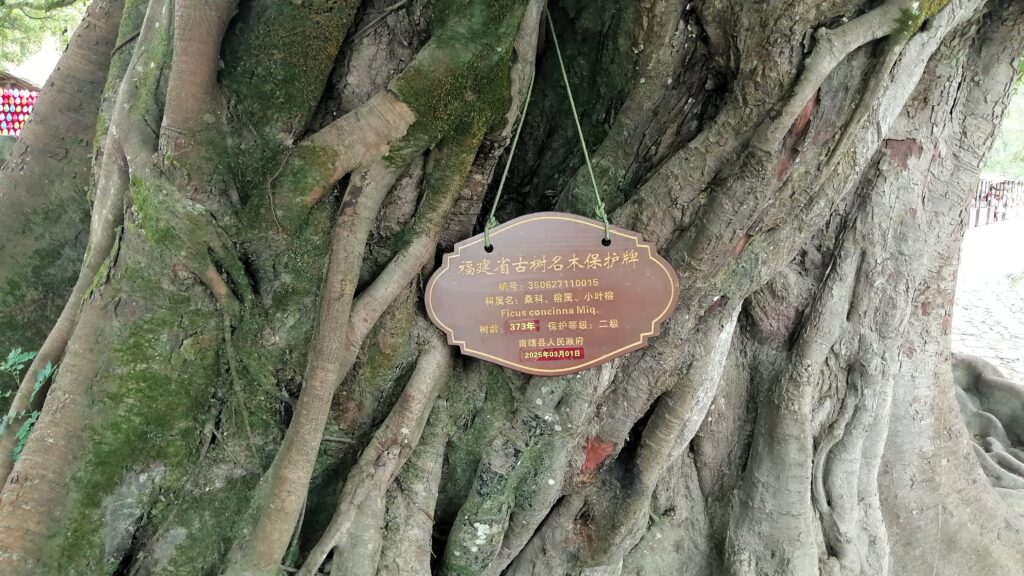 福建省古树名木保护牌
编号：350627110015
科属名：桑科、榕属、小叶榕
Ficus concinna Miq.
树龄：373年 保护等级：二级
南靖县人民政府
2025年03月01日